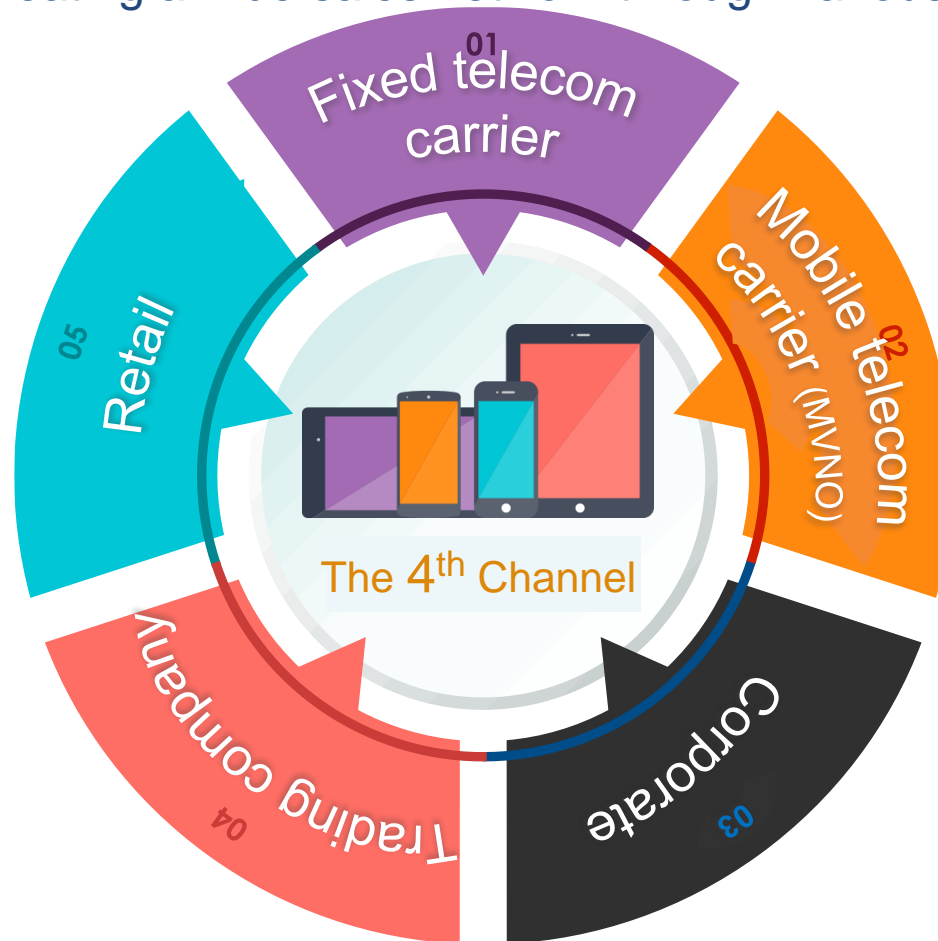 01
Fixed telecom
carrier
02
Mobile telecom
carrier (MVNO)
03
Corporate
04
Trading company
05
Retail
The 4th Channel